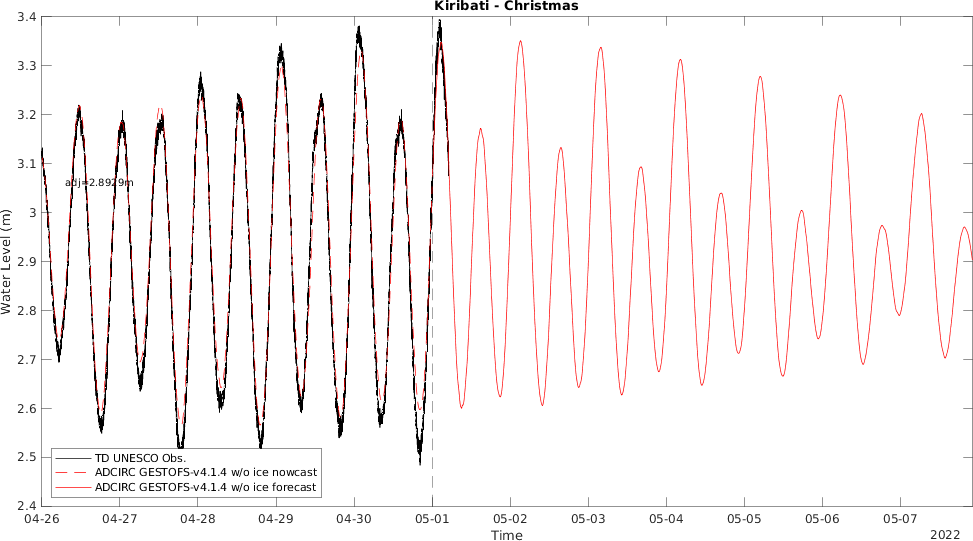 Kiribati - Christmas
3.4
3.3
3.2
3.1
3
2.9
2.8
2.7
2.6
2.5
2.4
Water Level (m)
adj=2.8929m
TD UNESCO Obs.
ADCIRC GESTOFS-v4.1.4 w/o ice nowcast
ADCIRC GESTOFS-v4.1.4 w/o ice forecast
04-26 04-27 04-28 04-29 04-30 05-01 05-02 05-03 05-04 05-05 05-06 05-07
Time
2022